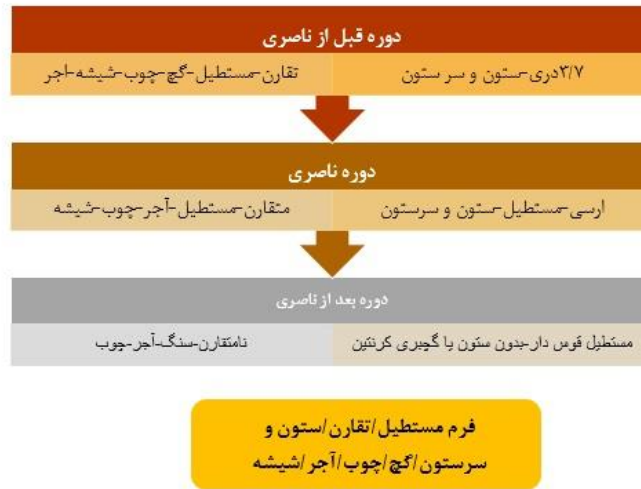 دوره قبل از ناصری
۳/۷دری-ستون و سر ستون
تقارن-مستطیل-گچ-چوب-شیشه-اجر
دوره ناصری
ارسی-مستطیل-ستون و سرستون
متقارن-مستطیل-آجر-چوب-شیشه
دوره بعد از ناصری
مستطیل قوس دار-بدون ستون یا گچبری کرنتین
نامتقارن-سنگ-آجر-چوب
فرم مستطیل/تقارن/ستون و
سرستون/گچ/چوب/آجر/شیشه